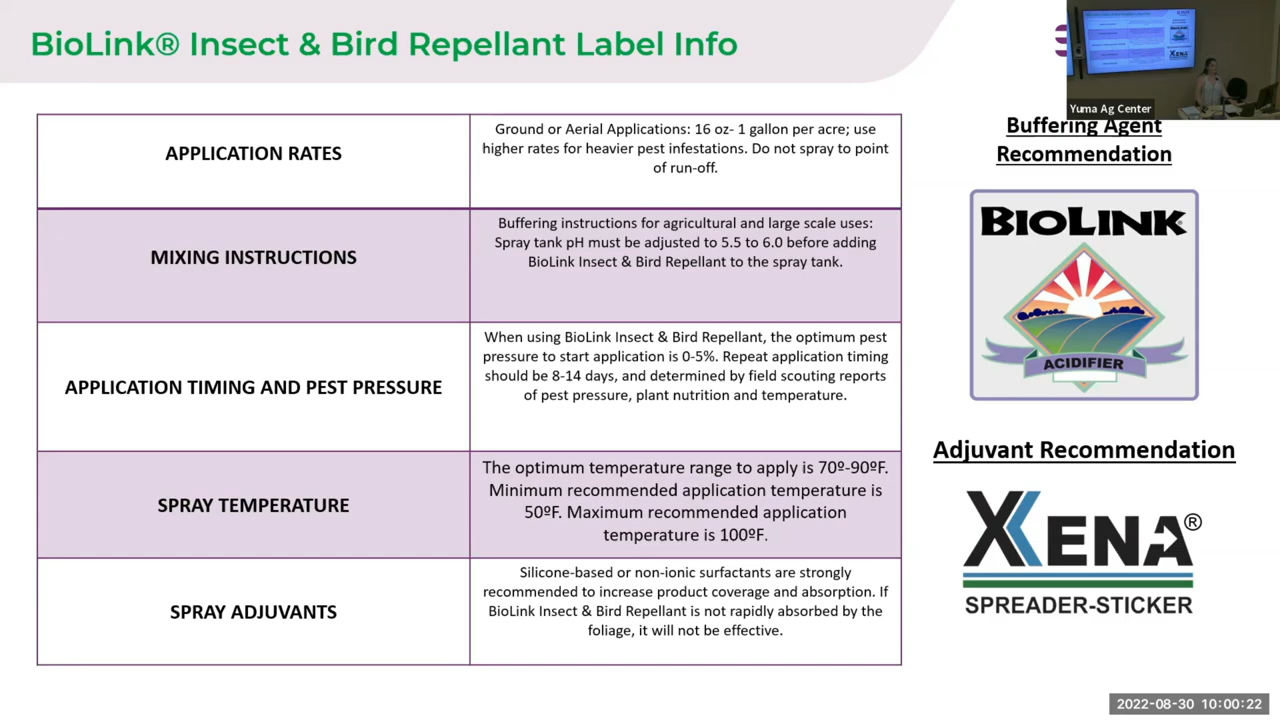 BioLink® Insect & Bird Repellant Label Info
Yuma Ag Center
APPLICATION RATES
Ground or Aerial Applications: 16 oz- 1 gallon per acre; use
higher rates for heavier pest infestations. Do not spray to point
of run-off.
MIXING INSTRUCTIONS
Buffering instructions for agricultural and large scale uses:
Spray tank pH must be adjusted to 5.5 to 6.0 before adding
BioLink Insect & Bird Repellant to the spray tank.
APPLICATION TIMING AND PEST PRESSURE
When using BioLink Insect & Bird Repellant, the optimum pest
pressure to start application is 0-5%. Repeat application timing
should be 8-14 days, and determined by field scouting reports
of pest pressure, plant nutrition and temperature.
SPRAY TEMPERATURE
The optimum temperature range to apply is 70º-90ºF.
Minimum recommended application temperature is
50ºF. Maximum recommended application
temperature is 100ºF.
SPRAY ADJUVANTS
Silicone-based or non-ionic surfactants are strongly
recommended to increase product coverage and absorption. If
BioLink Insect & Bird Repellant is not rapidly absorbed by the
foliage, it will not be effective.
Buffering Agent
Recommendation
BIOLINK
ACIDIFIER
Adjuvant Recommendation
XENA®
SPREADER-STICKER
2022-08-30 10:00:22